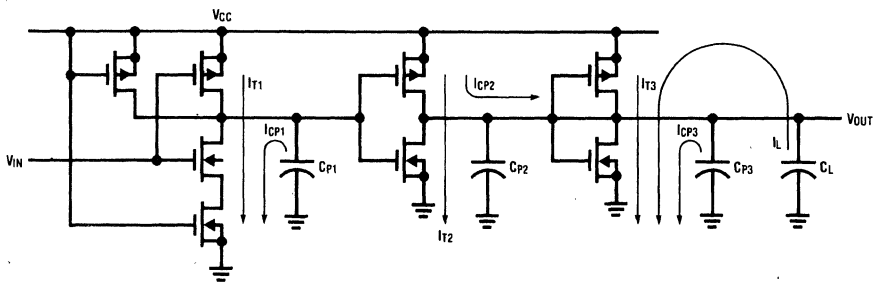 VCC
IT1
ICP2
IT3
ICP1
ICP3
IL
VOUT
VIN
CP1
CP2
CP3
CL
IT2